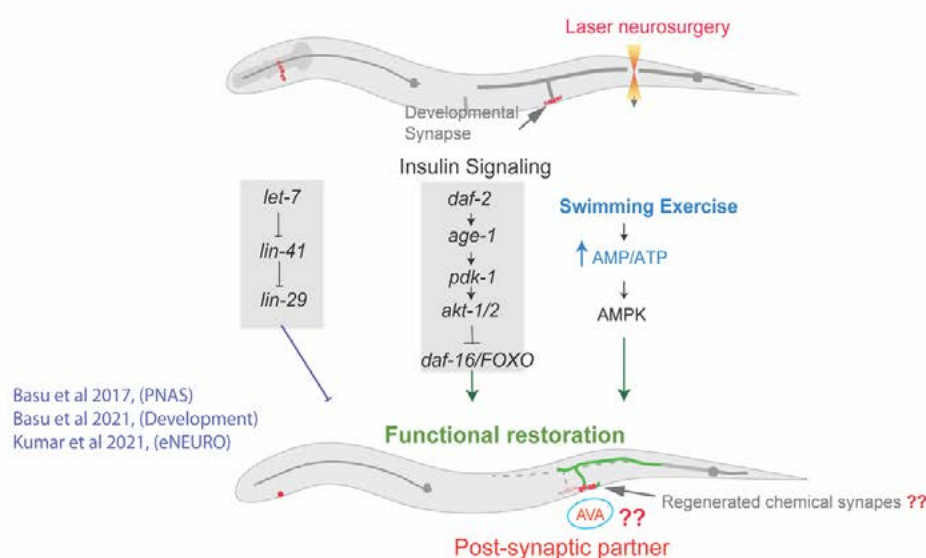 Laser neurosurgery
Developmental
Synapse
Insulin Signaling
let-7
lin-41
lin-29
daf-2
age-1
pdk-1
akt-1/2
daf-16/FOXO
Swimming Exercise
AMP/ATP
AMPK
Basu et al 2017, (PNAS)
Basu et al 2021, (Development)
Kumar et al 2021, (eNEURO)
Functional restoration
Regenerated chemical synapes ??
AVA ??
Post-synaptic partner